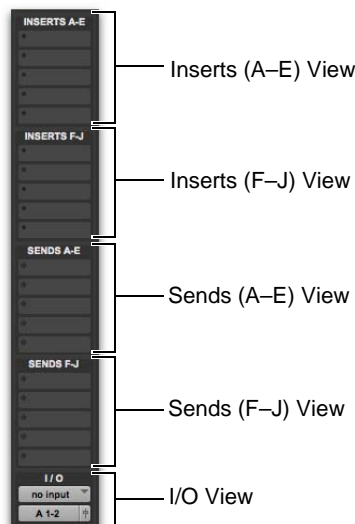 INSERTS A-E
Inserts (A–E) View
INSERTS F-J
Inserts (F–J) View
SENDS A-E
Sends (A–E) View
SENDS F-J
Sends (F–J) View
I / O
no input
I/O View
A 1-2